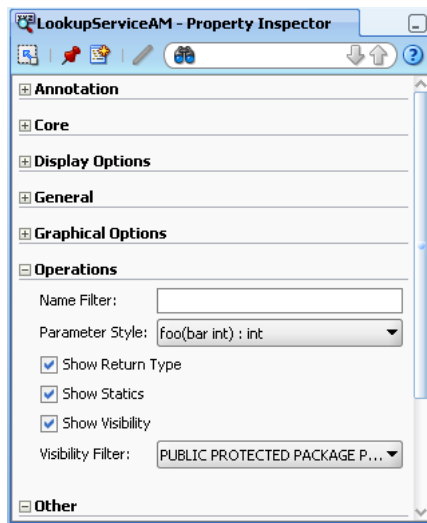 LookupServiceAM - Property Inspector
Annotation
Core
Display Options
General
Graphical Options
Operations
Name Filter:
Parameter Style: foo(bar int) : int
Show Return Type
Show Statics
Show Visibility
Visibility Filter: PUBLIC PROTECTED PACKAGE P...
Other